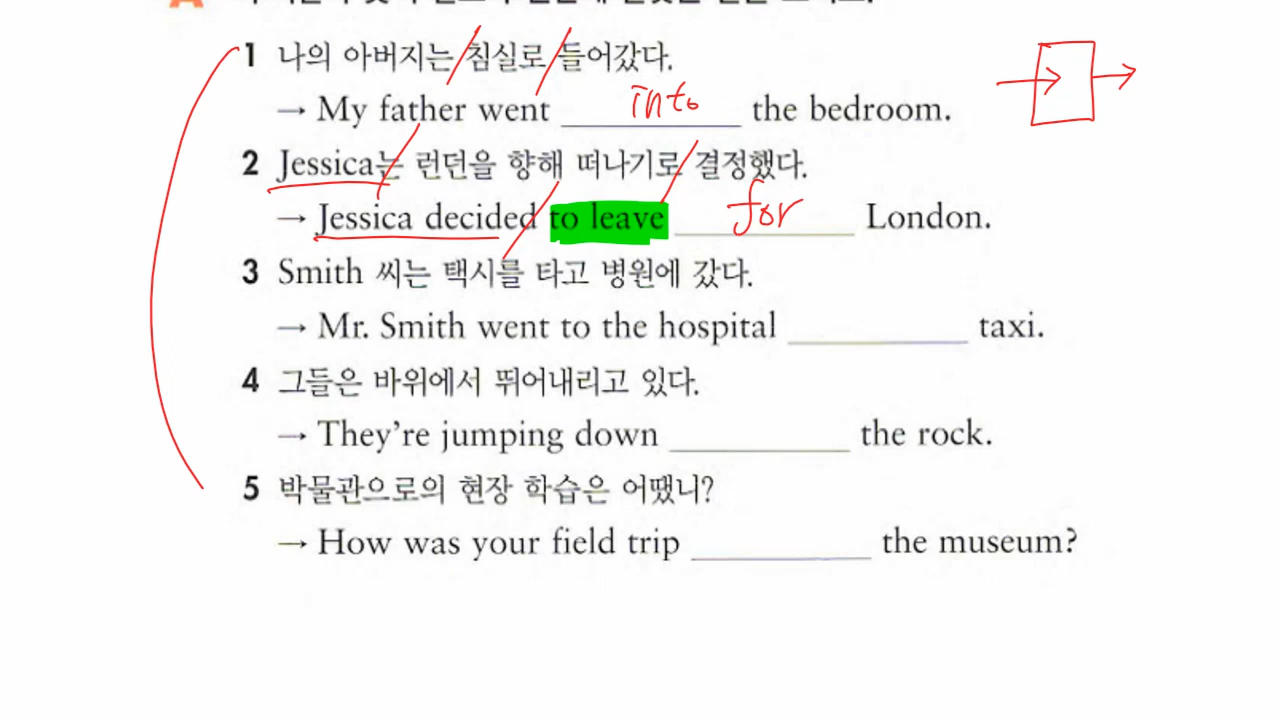 1 나의 아버지는 침실로 들어갔다.
→ My father went into the bedroom.
2 Jessica는 런던을 향해 떠나기로 결정했다.
→ Jessica decided to leave for London.
3 Smith 씨는 택시를 타고 병원에 갔다.
→ Mr. Smith went to the hospital ________ taxi.
4 그들은 바위에서 뛰어내리고 있다.
→ They're jumping down ________ the rock.
5 박물관으로의 현장 학습은 어땠니?
→ How was your field trip ________ the museum?